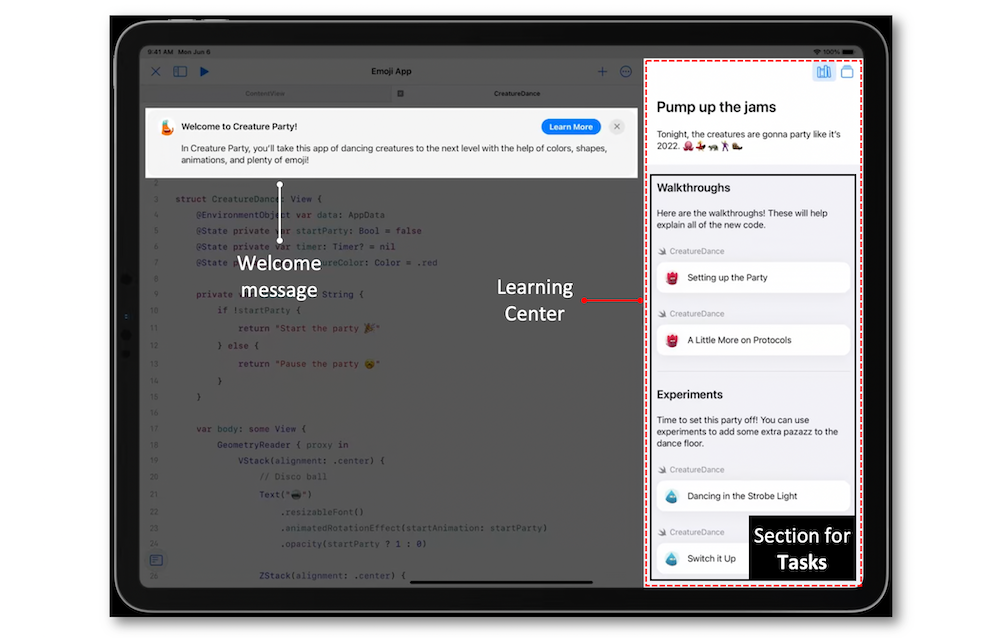 9:41 AM Mon Jun 6
100%
Emoji App
ContentView
CreatureDance
Welcome to Creature Party!
Learn More
In Creature Party, you'll take this app of dancing creatures to the next level with the help of colors, shapes,
animations, and plenty of emoji!
2
3 struct CreatureDance: View {
4 @EnvironmentObject var data: AppData
5 @State private var startParty: Bool = false
6 @State private var timer: Timer? = nil
7 @State p ureColor: Color = .red
8
9 private String {
10 if !startParty {
11 return "Start the party 🎉"
12 } else {
13 return "Pause the party 😴"
14 }
15 }
16
17 var body: some View {
18 GeometryReader { proxy in
19 VStack(alignment: .center) {
20 // Disco ball
21 Text("🪩")
22 .resizableFont()
23 .animatedRotationEffect(startAnimation: startParty)
24 .opacity(startParty ? 1 : 0)
26 ZStack(alignment: .center) {
Welcome
message
Learning
Center
Pump up the jams
Tonight, the creatures are gonna party like it's
2022.
Walkthroughs
Here are the walkthroughs! These will help
explain all of the new code.
CreatureDance
Setting up the Party
CreatureDance
A Little More on Protocols
Experiments
Time to set this party off! You can use
experiments to add some extra pazazz to the
dance floor.
CreatureDance
Dancing in the Strobe Light
CreatureDance
Switch it Up
Section for
Tasks